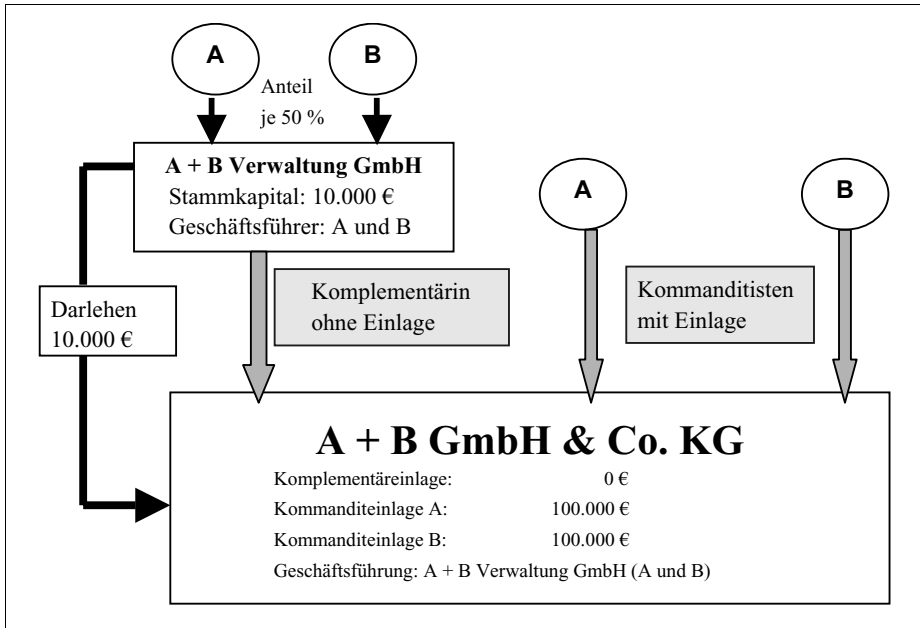 A
B
Anteil
je 50 %
A + B Verwaltung GmbH
Stammkapital: 10.000 €
Geschäftsführer: A und B
A
B
Darlehen
10.000 €
Komplementärin
ohne Einlage
Kommanditisten
mit Einlage
A + B GmbH & Co. KG
Komplementäreinlage: 0 €
Kommanditeinlage A: 100.000 €
Kommanditeinlage B: 100.000 €
Geschäftsführung: A + B Verwaltung GmbH (A und B)